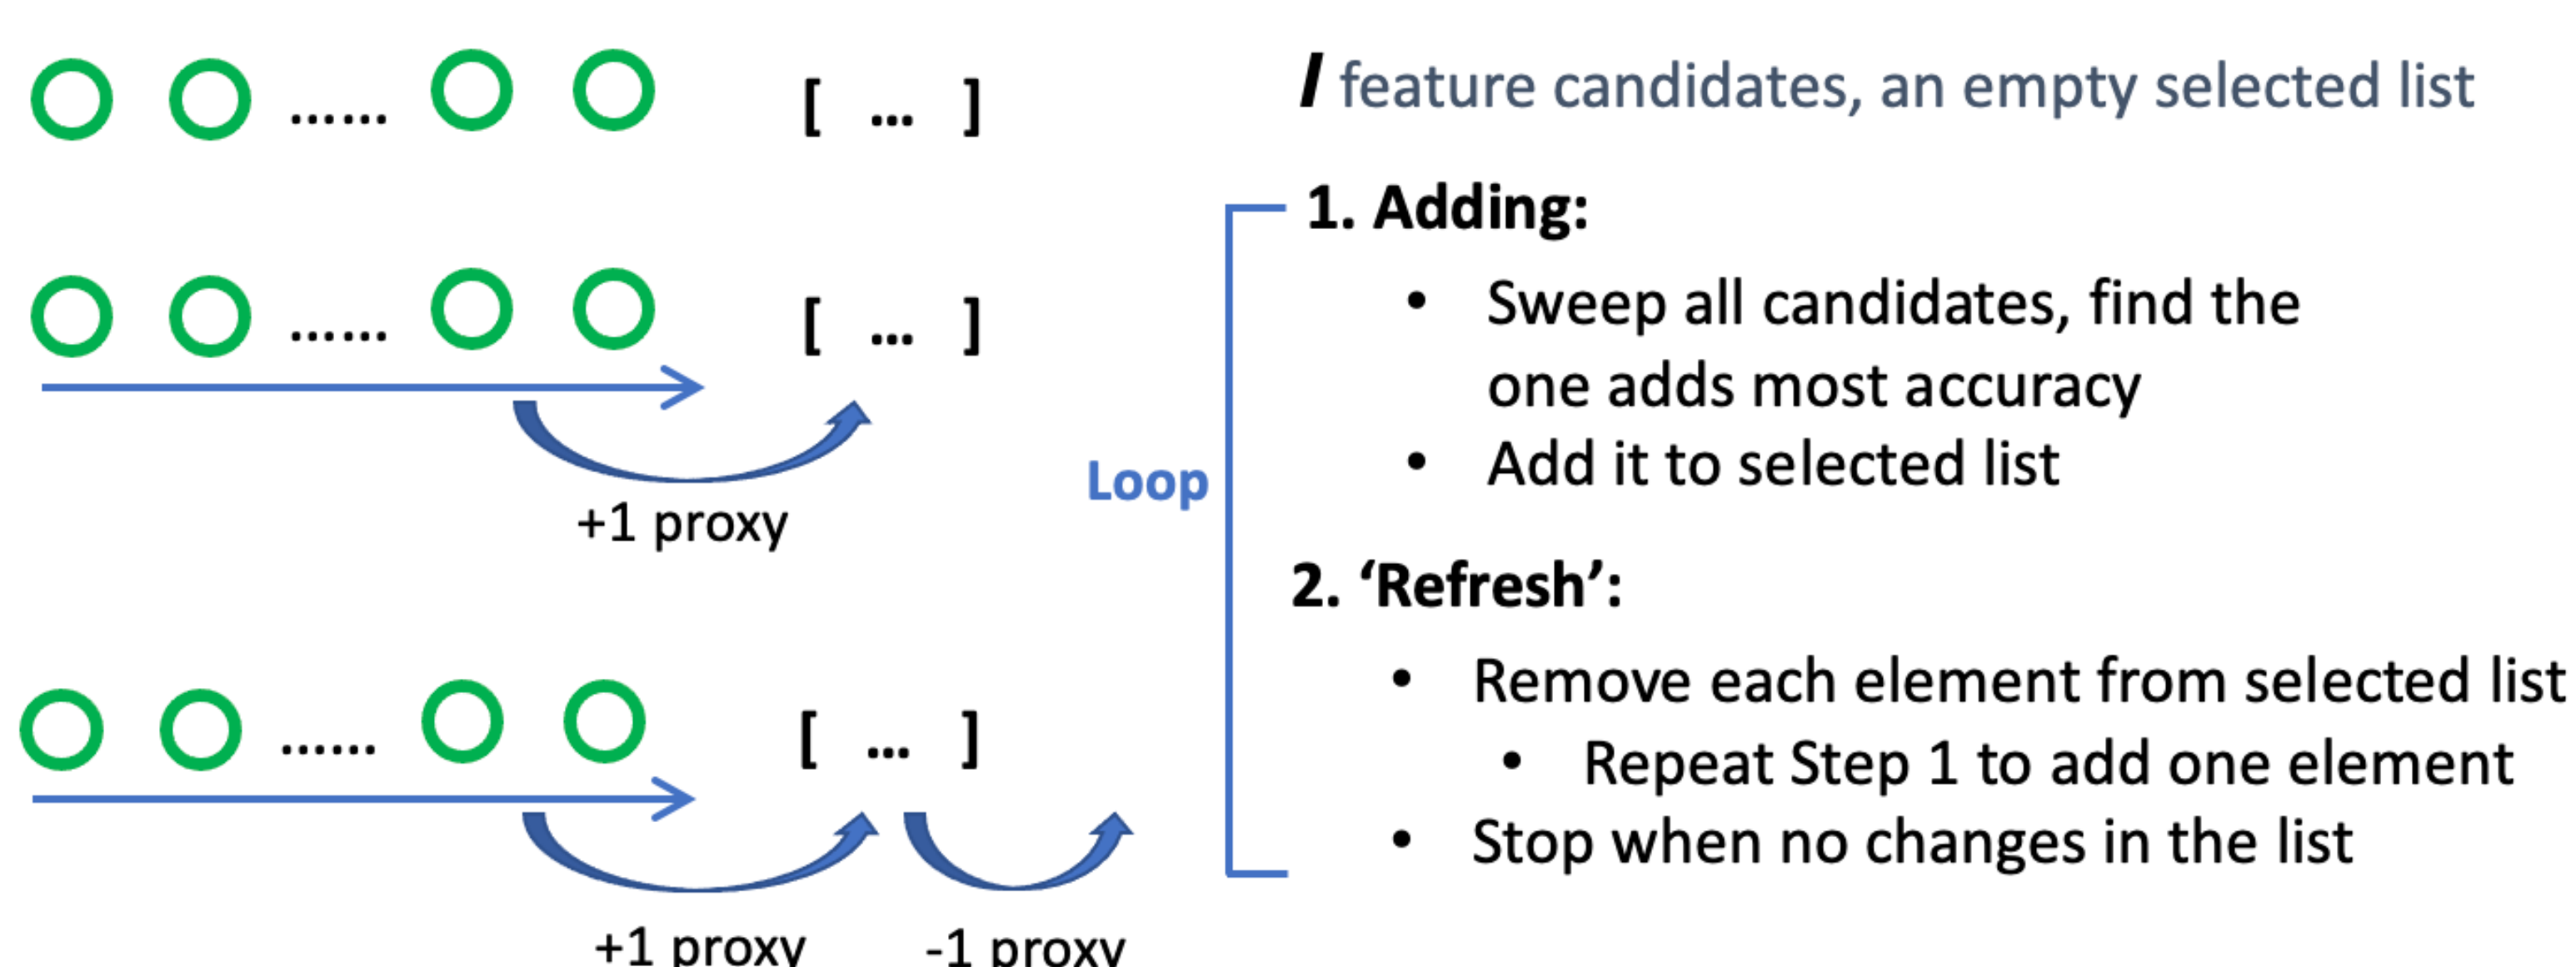 ...... [ ... ]
I feature candidates, an empty selected list
1. Adding:
...... [ ... ]
• Sweep all candidates, find the
one adds most accuracy
• Add it to selected list
+1 proxy
Loop
2. ‘Refresh’:
...... [ ... ]
• Remove each element from selected list
• Repeat Step 1 to add one element
• Stop when no changes in the list
+1 proxy
-1 proxy